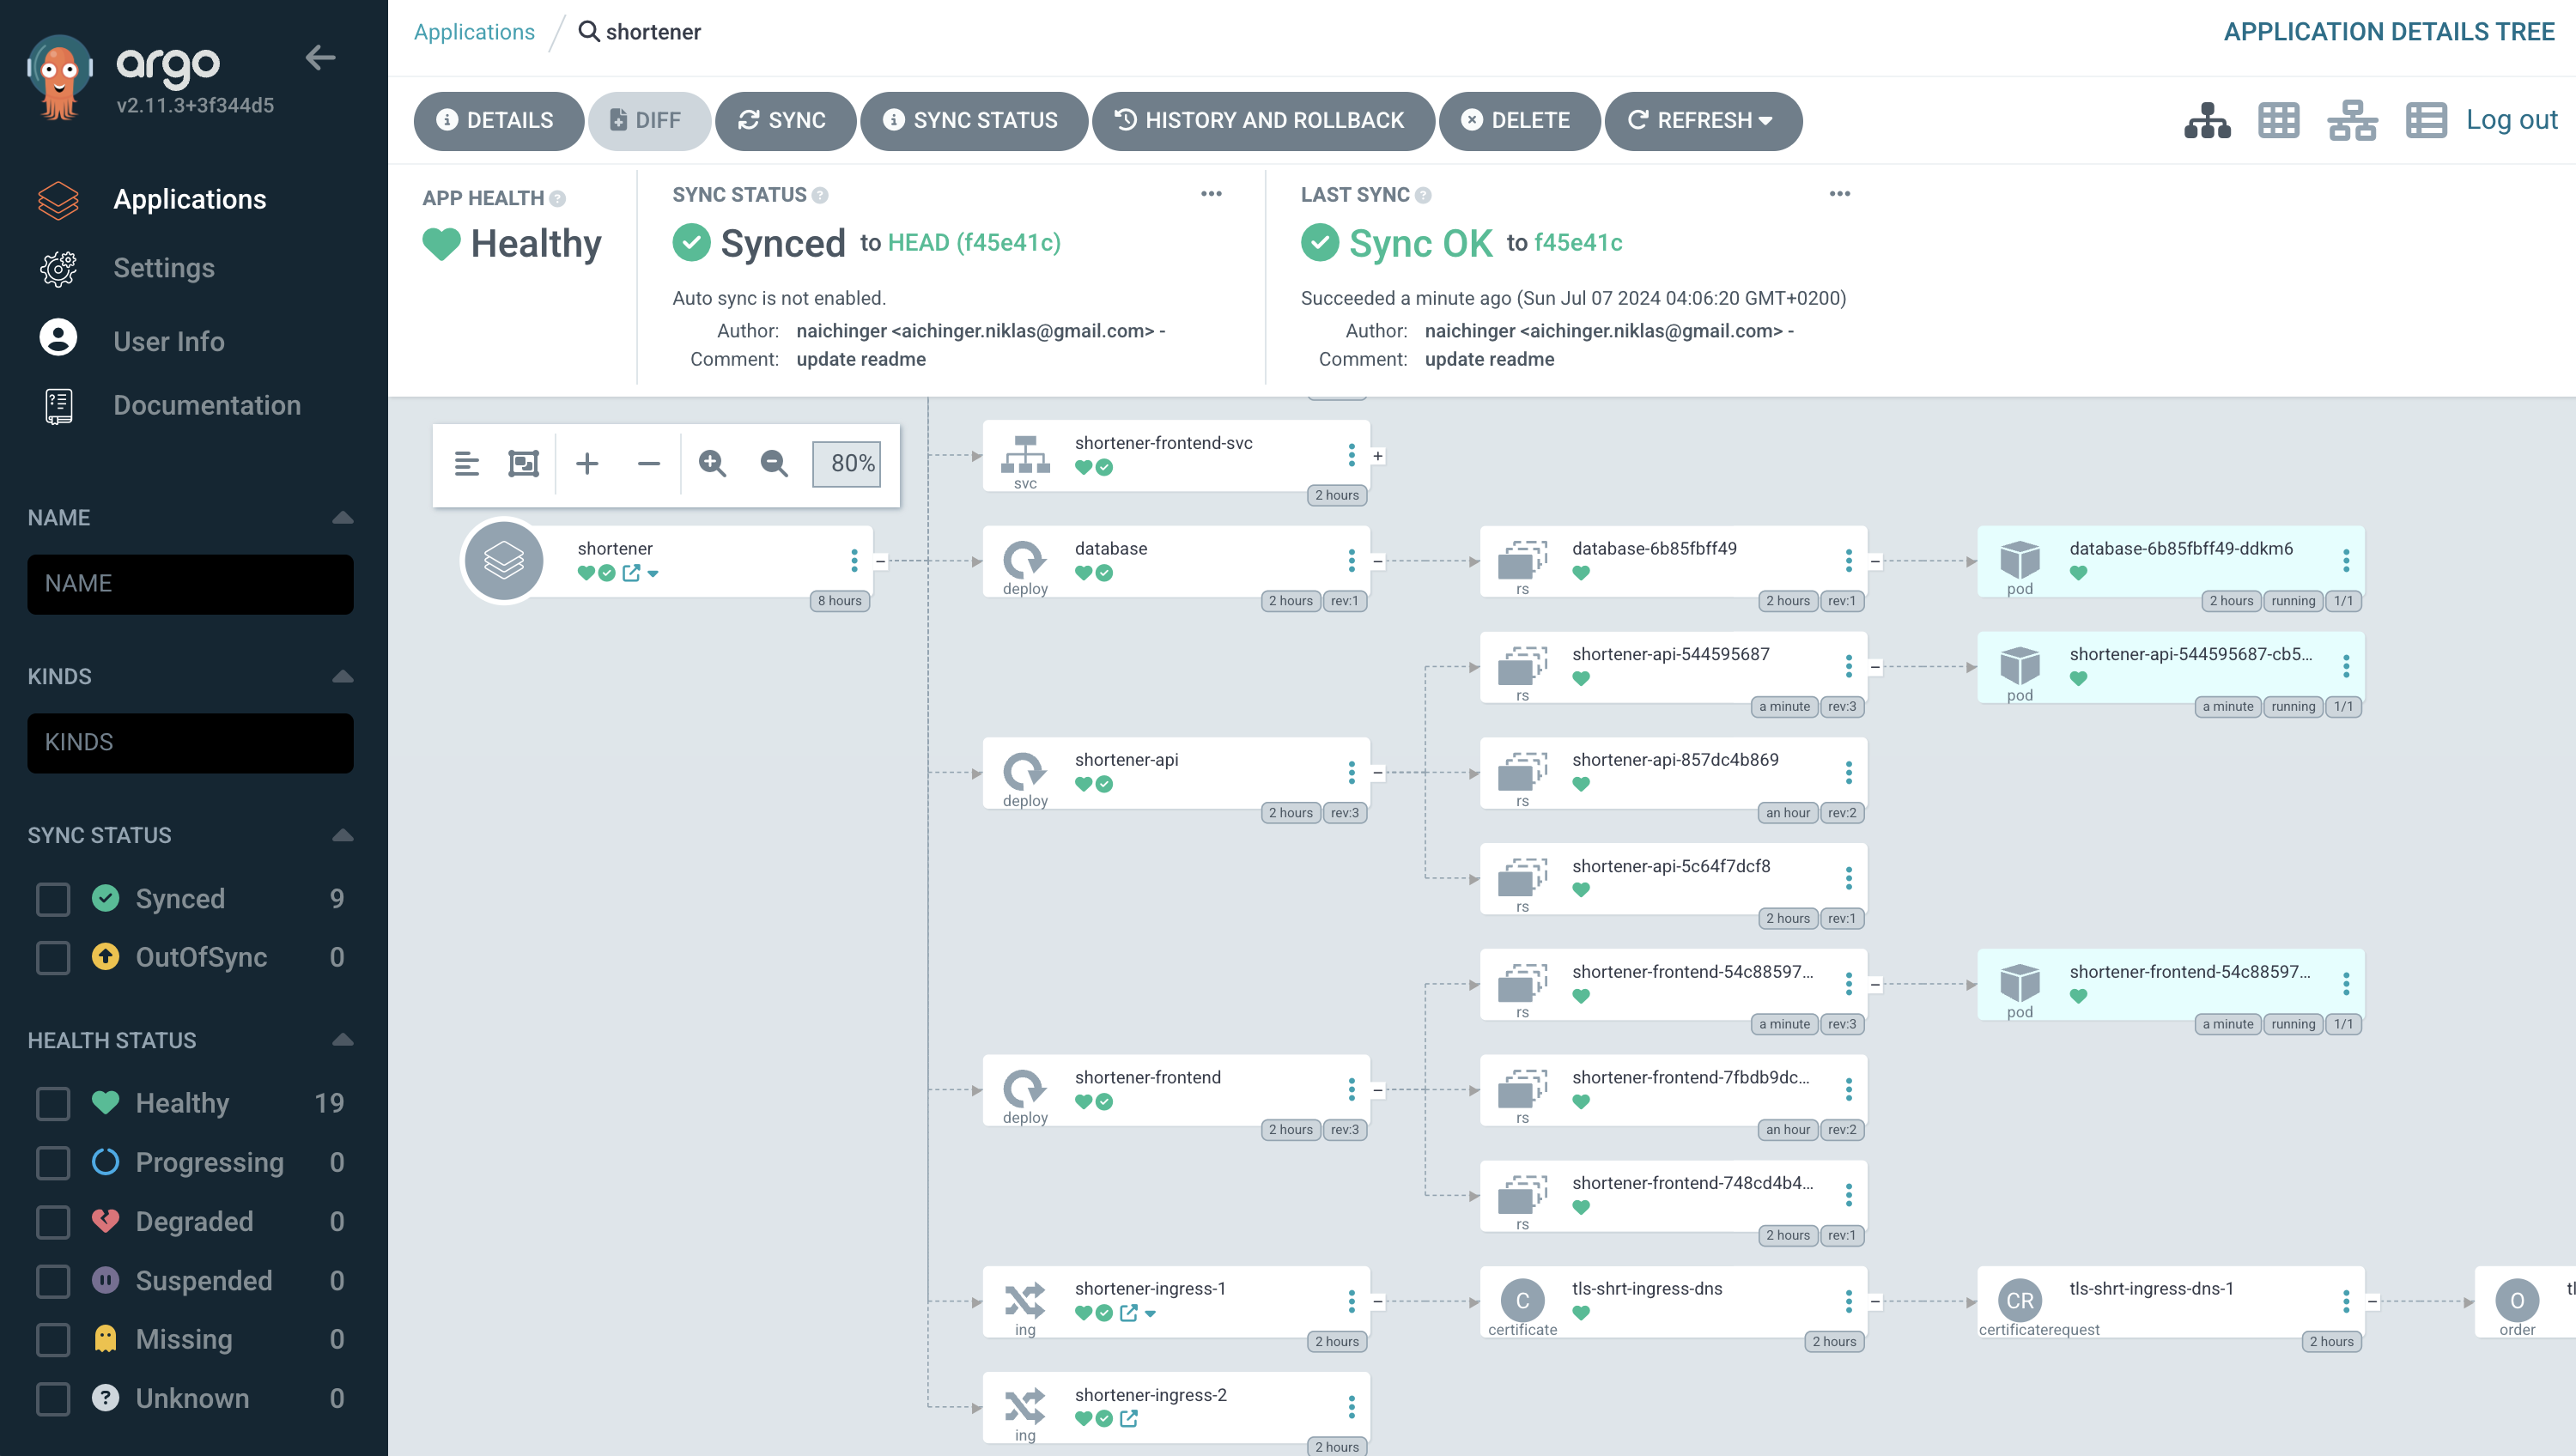 argo
v2.11.3+3f344d5
Applications
Settings
User Info
Documentation
NAME
NAME
KINDS
KINDS
SYNC STATUS
Synced 9
OutOfSync 0
HEALTH STATUS
Healthy 19
Progressing 0
Degraded 0
Suspended 0
Missing 0
Unknown 0
Applications / shortener
APPLICATION DETAILS TREE
DETAILS DIFF SYNC SYNC STATUS HISTORY AND ROLLBACK DELETE REFRESH
Log out
APP HEALTH
Healthy
SYNC STATUS
Synced to HEAD (f45e41c)
Auto sync is not enabled.
Author: naichinger <aichinger.niklas@gmail.com> -
Comment: update readme
LAST SYNC
Sync OK to f45e41c
Succeeded a minute ago (Sun Jul 07 2024 04:06:20 GMT+0200)
Author: naichinger <aichinger.niklas@gmail.com> -
Comment: update readme
80%
shortener-frontend-svc
svc
2 hours
shortener
8 hours
database
deploy
2 hours rev:1
database-6b85fbff49
rs
2 hours rev:1
database-6b85fbff49-ddkm6
pod
2 hours running 1/1
shortener-api-544595687
rs
a minute rev:3
shortener-api-544595687-cb5...
pod
a minute running 1/1
shortener-api
deploy
2 hours rev:3
shortener-api-857dc4b869
rs
an hour rev:2
shortener-api-5c64f7dcf8
rs
2 hours rev:1
shortener-frontend-54c88597...
rs
a minute rev:3
shortener-frontend-54c88597...
pod
a minute running 1/1
shortener-frontend
deploy
2 hours rev:3
shortener-frontend-7fbdb9dc...
rs
an hour rev:2
shortener-frontend-748cd4b4...
rs
2 hours rev:1
shortener-ingress-1
ing
2 hours
C
tls-shrt-ingress-dns
certificate
2 hours
CR
tls-shrt-ingress-dns-1
certificaterequest
2 hours
O
order
shortener-ingress-2
ing
2 hours